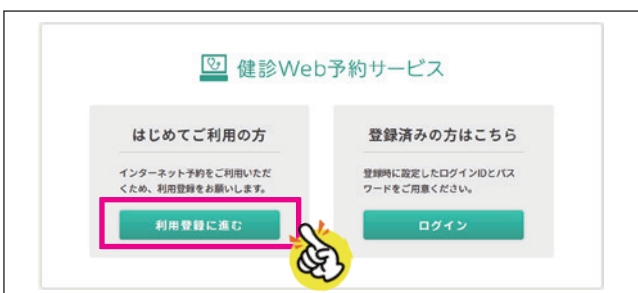 健診Web予約サービス
はじめてご利用の方
インターネット予約をご利用いただ
くため、利用登録をお願いします。
利用登録に進む
登録済みの方はこちら
登録時に設定したログインIDとパス
ワードをご用意ください。
ログイン